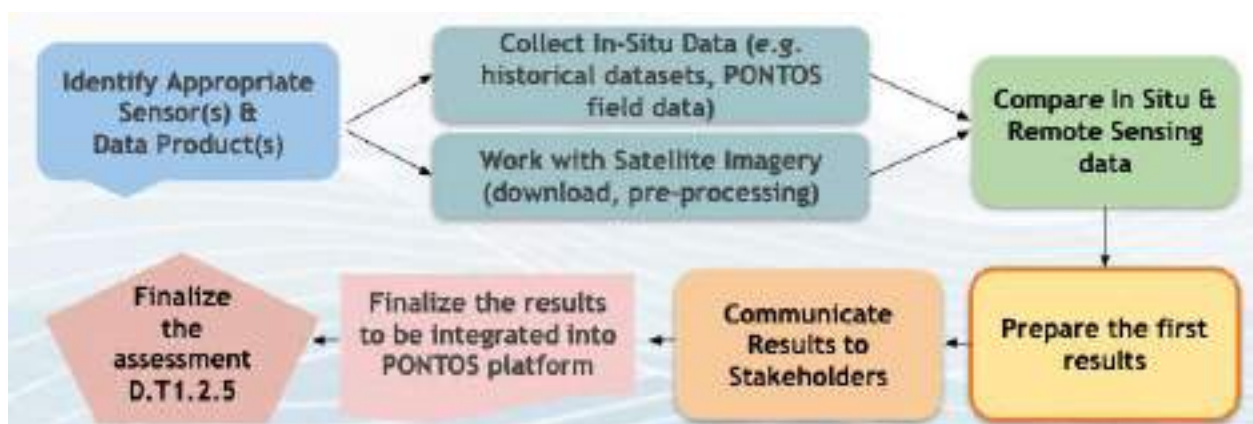 Identify Appropriate
Sensor(s) &
Data Product(s)
Collect In-Situ Data (e.g.
historical datasets, PONTOS
field data)
Work with Satellite Imagery
(download, pre-processing)
Compare In Situ &
Remote Sensing
data
Prepare the first
results
Communicate
Results to
Stakeholders
Finalize the results
to be integrated into
PONTOS platform
Finalize
the
assessment
D.T1.2.5